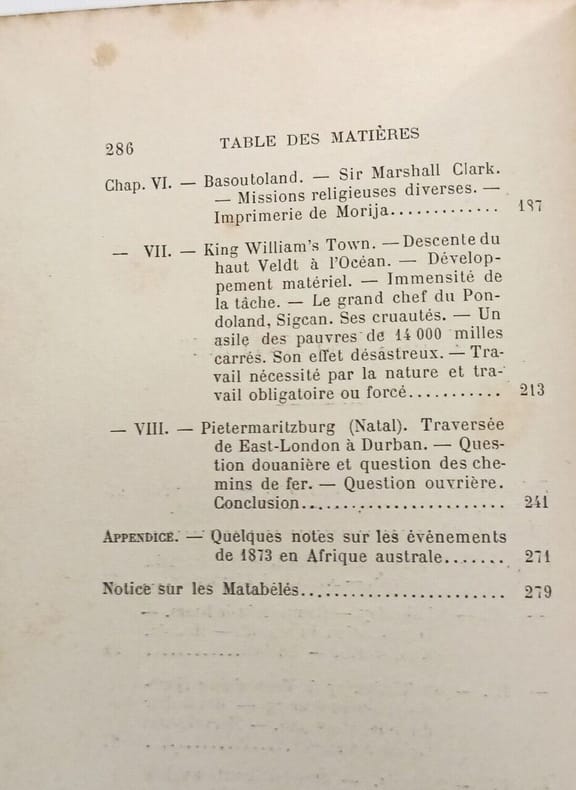 286 TABLE DES MATIÈRES
Chap. VI. — Basoutoland. — Sir Marshall Clark.
— Missions religieuses diverses. —
Imprimerie de Morija............. 187
— VII. — King William's Town. — Descente du
haut Veldt à l'Océan. — Dévelop-
pement matériel. — Immensité de
la tâche. — Le grand chef du Pon-
doland, Sigcan. Ses cruautés. — Un
asile des pauvres de 14 000 milles
carrés. Son effet désastreux. — Tra-
vail nécessité par la nature et tra-
vail obligatoire ou forcé........... 213
— VIII. — Pietermaritzburg (Natal). Traversée
de East-London à Durban. — Ques-
tion douanière et question des che-
mins de fer. — Question ouvrière.
Conclusion........................ 241
APPENDICE. — Quelques notes sur les événements
de 1873 en Afrique australe....... 271
Notice sur les Matabélés........................ 279